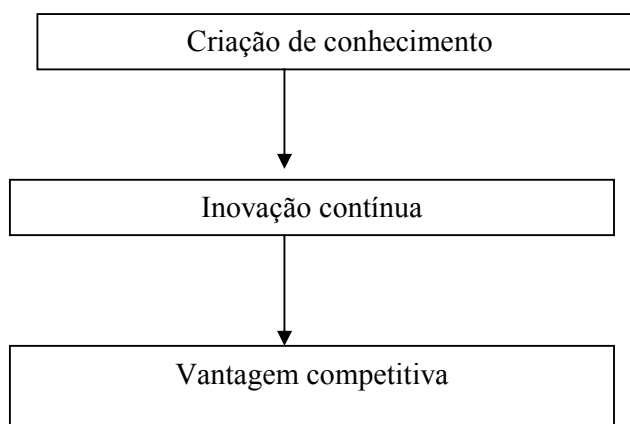 Criação de conhecimento
Inovação contínua
Vantagem competitiva